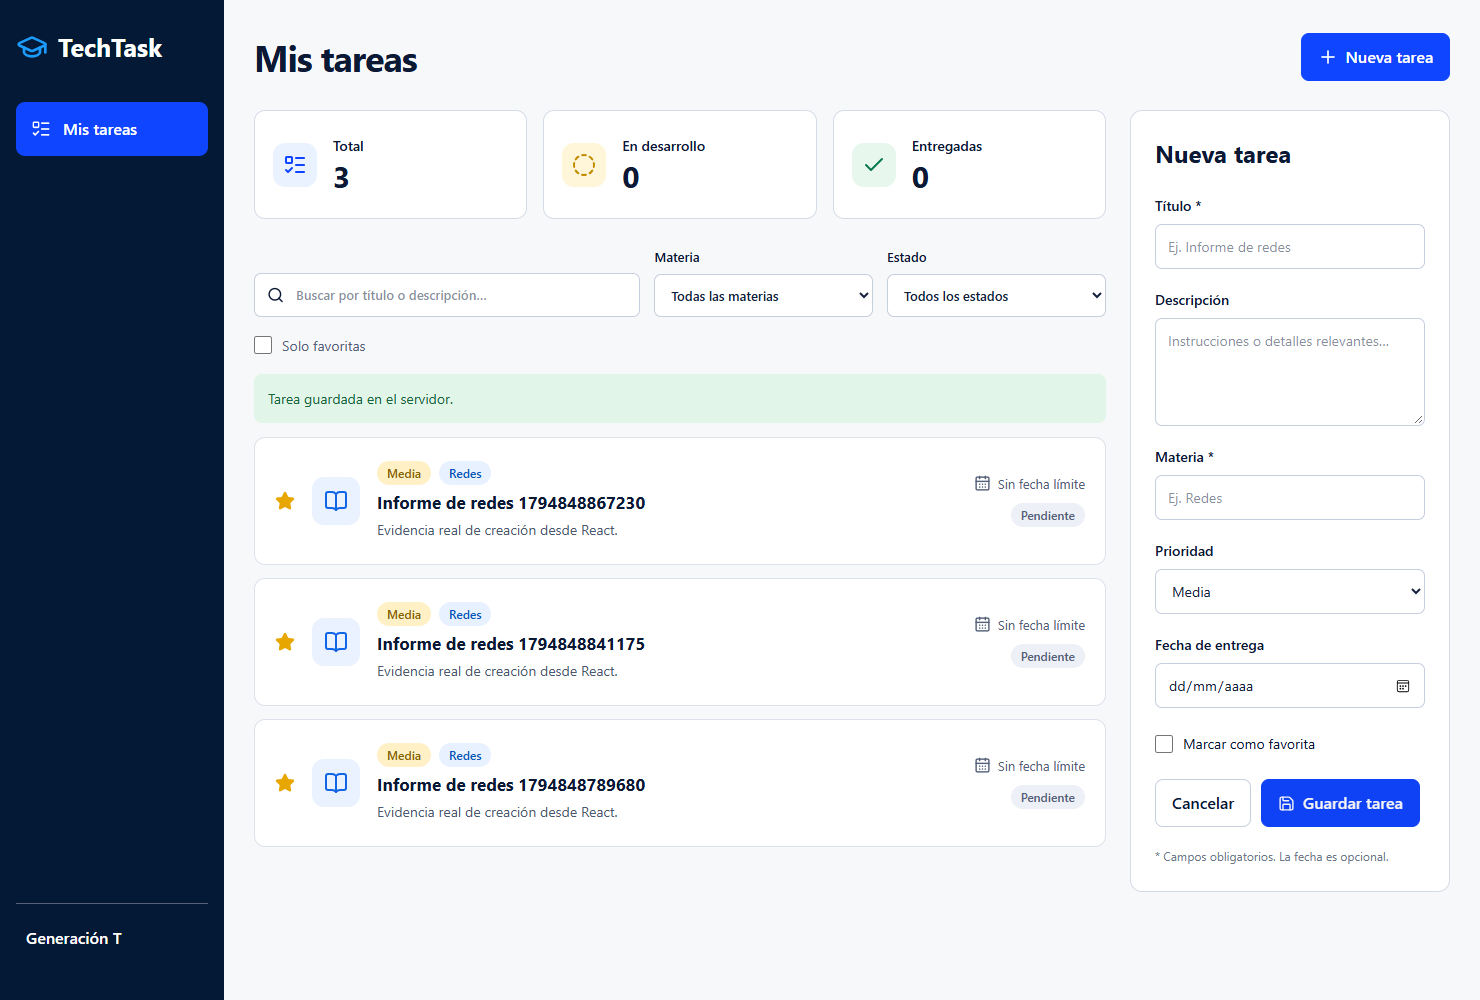 TechTask
Mis tareas
Generación T
Mis tareas
Nueva tarea
Total
3
En desarrollo
0
Entregadas
0
Buscar por título o descripción...
Materia
Todas las materias
Estado
Todos los estados
Solo favoritas
Tarea guardada en el servidor.
Media Redes
Informe de redes 1794848867230
Evidencia real de creación desde React.
Sin fecha límite
Pendiente
Media Redes
Informe de redes 1794848841175
Evidencia real de creación desde React.
Sin fecha límite
Pendiente
Media Redes
Informe de redes 1794848789680
Evidencia real de creación desde React.
Sin fecha límite
Pendiente
Nueva tarea
Título *
Ej. Informe de redes
Descripción
Instrucciones o detalles relevantes...
Materia *
Ej. Redes
Prioridad
Media
Fecha de entrega
dd/mm/aaaa
Marcar como favorita
Cancelar
Guardar tarea
* Campos obligatorios. La fecha es opcional.